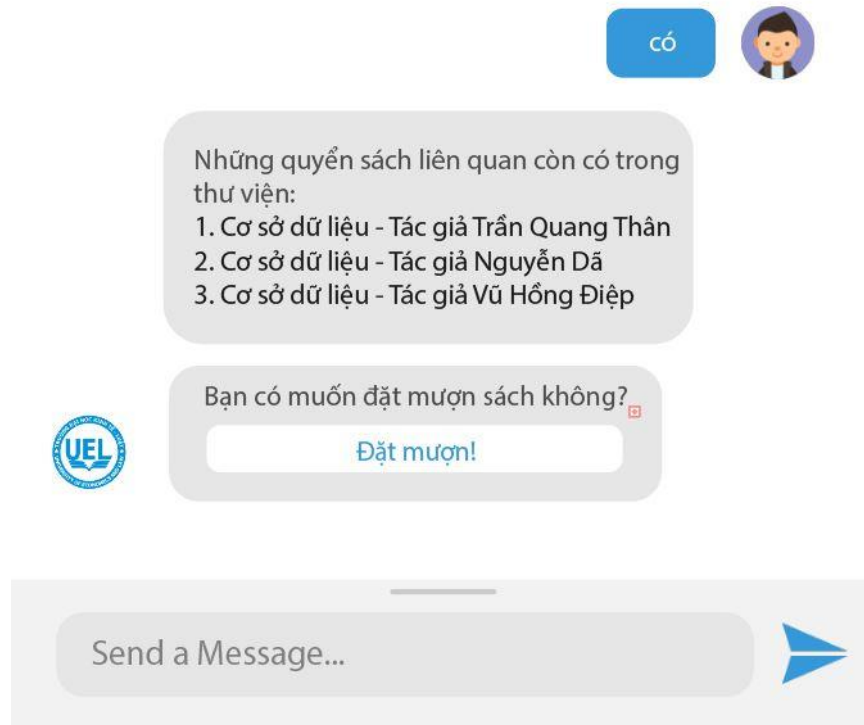 có
Những quyển sách liên quan còn có trong
thư viện:
1. Cơ sở dữ liệu - Tác giả Trần Quang Thân
2. Cơ sở dữ liệu - Tác giả Nguyễn Dã
3. Cơ sở dữ liệu - Tác giả Vũ Hồng Điệp
Bạn có muốn đặt mượn sách không?
UEL
Đặt mượn!
Send a Message...